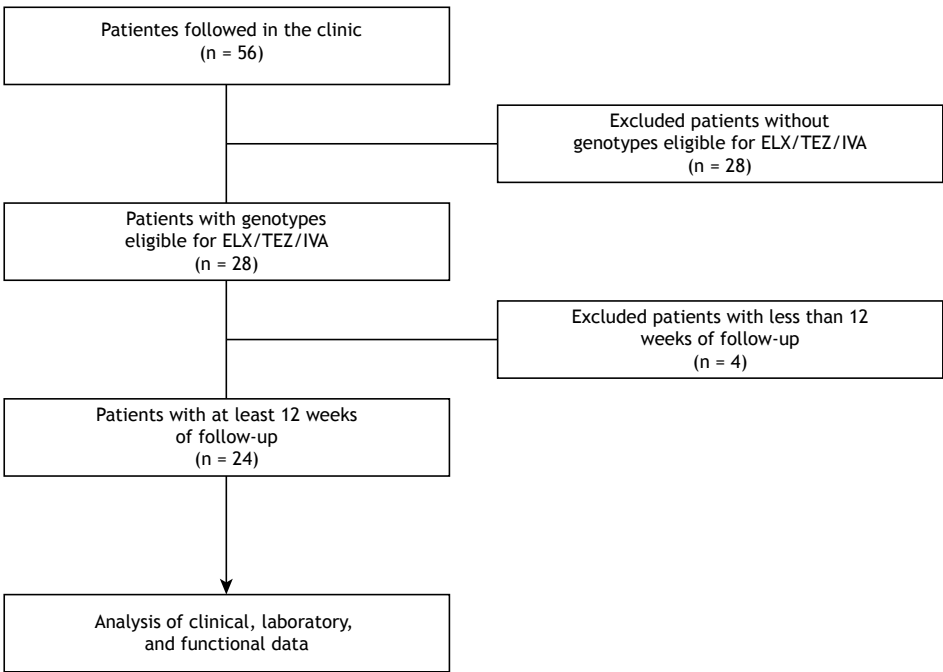 Patientes followed in the clinic
(n = 56)
Excluded patients without
genotypes eligible for ELX/TEZ/IVA
(n = 28)
Patients with genotypes
eligible for ELX/TEZ/IVA
(n = 28)
Excluded patients with less than 12
weeks of follow-up
(n = 4)
Patients with at least 12 weeks
of follow-up
(n = 24)
Analysis of clinical, laboratory,
and functional data